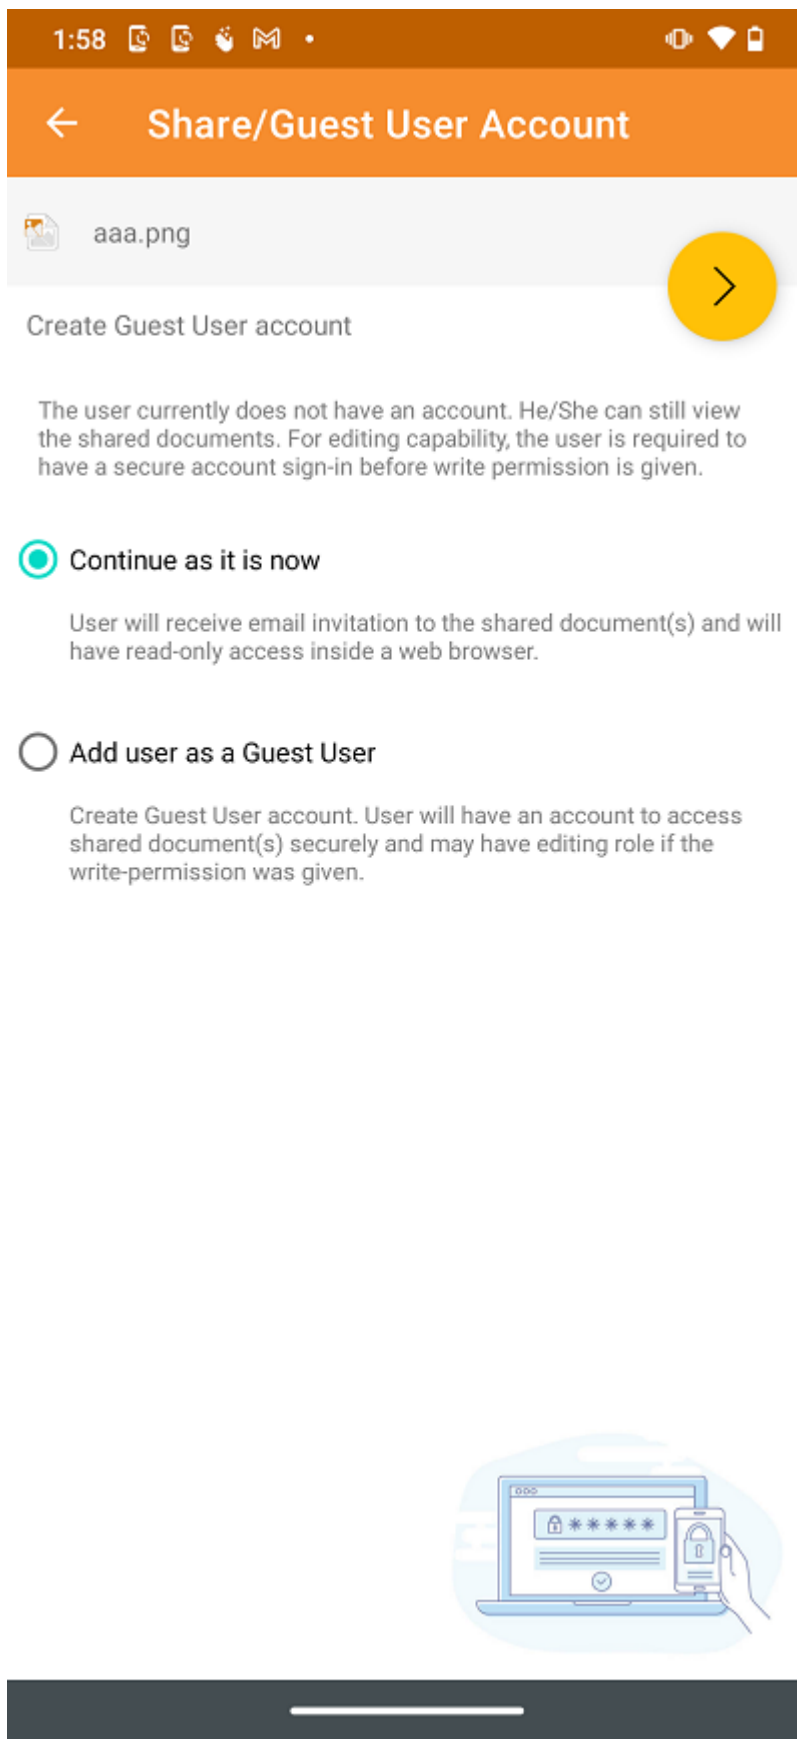 1:58
Share/Guest User Account
aaa.png
Create Guest User account
The user currently does not have an account. He/She can still view
the shared documents. For editing capability, the user is required to
have a secure account sign-in before write permission is given.
Continue as it is now
User will receive email invitation to the shared document(s) and will
have read-only access inside a web browser.
Add user as a Guest User
Create Guest User account. User will have an account to access
shared document(s) securely and may have editing role if the
write-permission was given.
*****